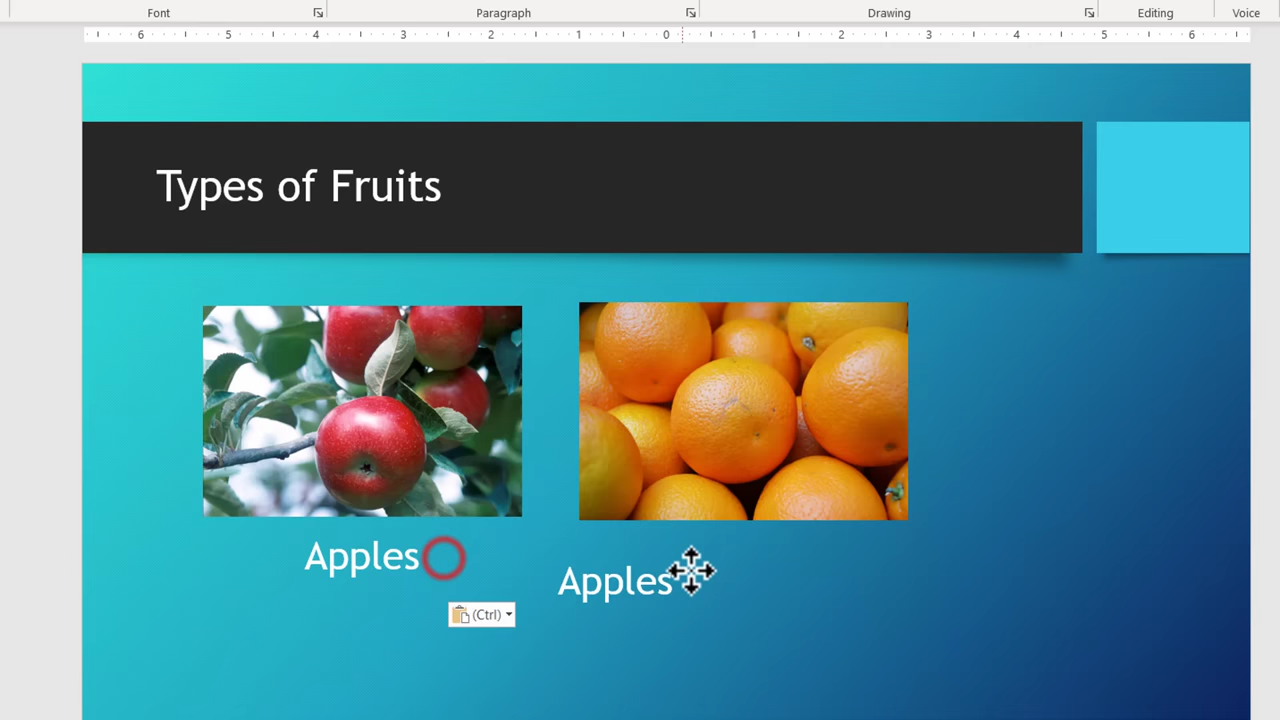 Font Paragraph Drawing Editing Voice
6 5 4 3 2 1 0 1 2 3 4 5 6
Types of Fruits
Apples
Apples
(Ctrl)